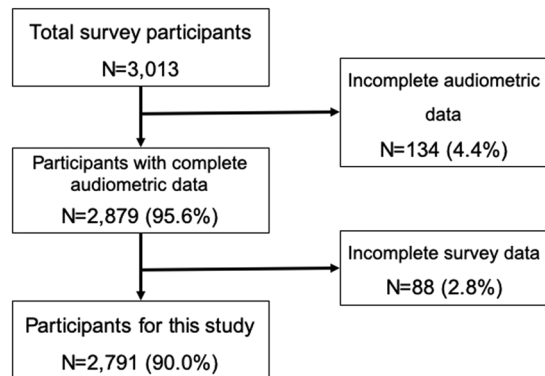 Total survey participants
N=3,013
Incomplete audiometric
data
N=134 (4.4%)
Participants with complete
audiometric data
N=2,879 (95.6%)
Incomplete survey data
N=88 (2.8%)
Participants for this study
N=2,791 (90.0%)